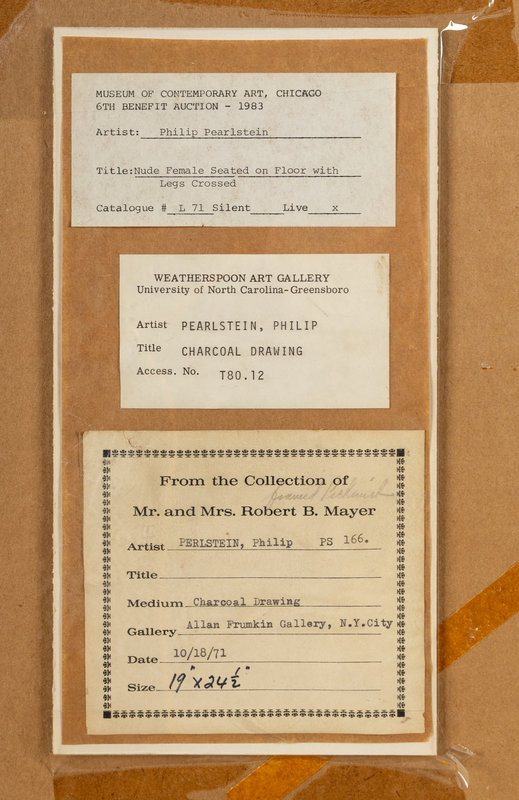 MUSEUM OF CONTEMPORARY ART, CHICAGO
6TH BENEFIT AUCTION - 1983
Artist: Philip Pearlstein
Title:Nude Female Seated on Floor with
Legs Crossed
Catalogue # L 71 Silent Live x
WEATHERSPOON ART GALLERY
University of North Carolina-Greensboro
Artist PEARLSTEIN, PHILIP
Title CHARCOAL DRAWING
Access. No. T80.12
From the Collection of
Mr. and Mrs. Robert B. Mayer
Artist PERLSTEIN, Philip PS 166.
Title
Medium Charcoal Drawing
Gallery Allan Frumkin Gallery, N.Y.City
Date 10/18/71
Size 19" x 24 1/2"